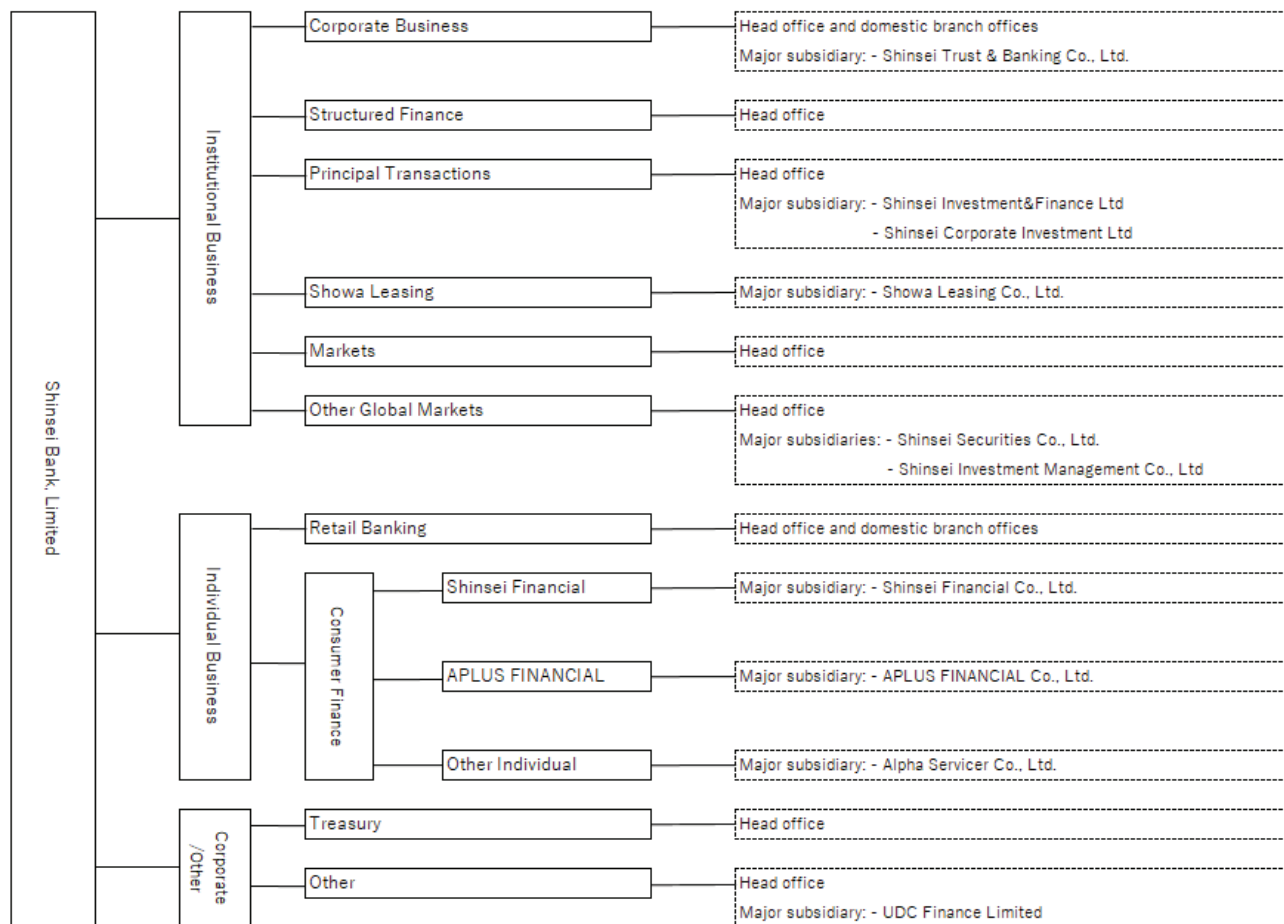 Shinsei Bank, Limited
Institutional Business
Corporate Business
Head office and domestic branch offices
Major subsidiary: - Shinsei Trust & Banking Co., Ltd.
Structured Finance
Head office
Principal Transactions
Head office
Major subsidiary: - Shinsei Investment&Finance Ltd
- Shinsei Corporate Investment Ltd
Showa Leasing
Major subsidiary: - Showa Leasing Co., Ltd.
Markets
Head office
Other Global Markets
Head office
Major subsidiaries: - Shinsei Securities Co., Ltd.
- Shinsei Investment Management Co., Ltd
Individual Business
Retail Banking
Head office and domestic branch offices
Consumer Finance
Shinsei Financial
Major subsidiary: - Shinsei Financial Co., Ltd.
APLUS FINANCIAL
Major subsidiary: - APLUS FINANCIAL Co., Ltd.
Other Individual
Major subsidiary: - Alpha Servicer Co., Ltd.
Corporate
/Other
Treasury
Head office
Other
Head office
Major subsidiary: - UDC Finance Limited